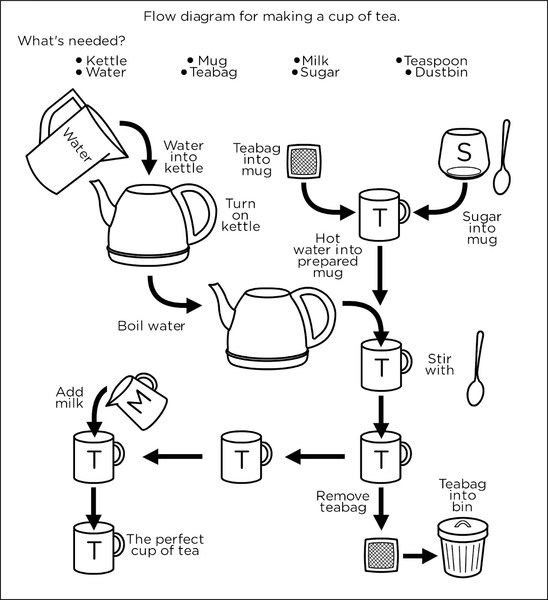 Flow diagram for making a cup of tea.
What's needed?
• Kettle
• Water
• Mug
• Teabag
• Milk
• Sugar
• Teaspoon
• Dustbin
Water
Water
into
kettle
Turn
on
kettle
Boil water
Teabag
into
mug
S
Sugar
into
mug
T
Hot
water into
prepared
mug
T
Stir
with
T
Remove
teabag
Teabag
into
bin
T
Add
milk
M
T
T
The perfect
cup of tea